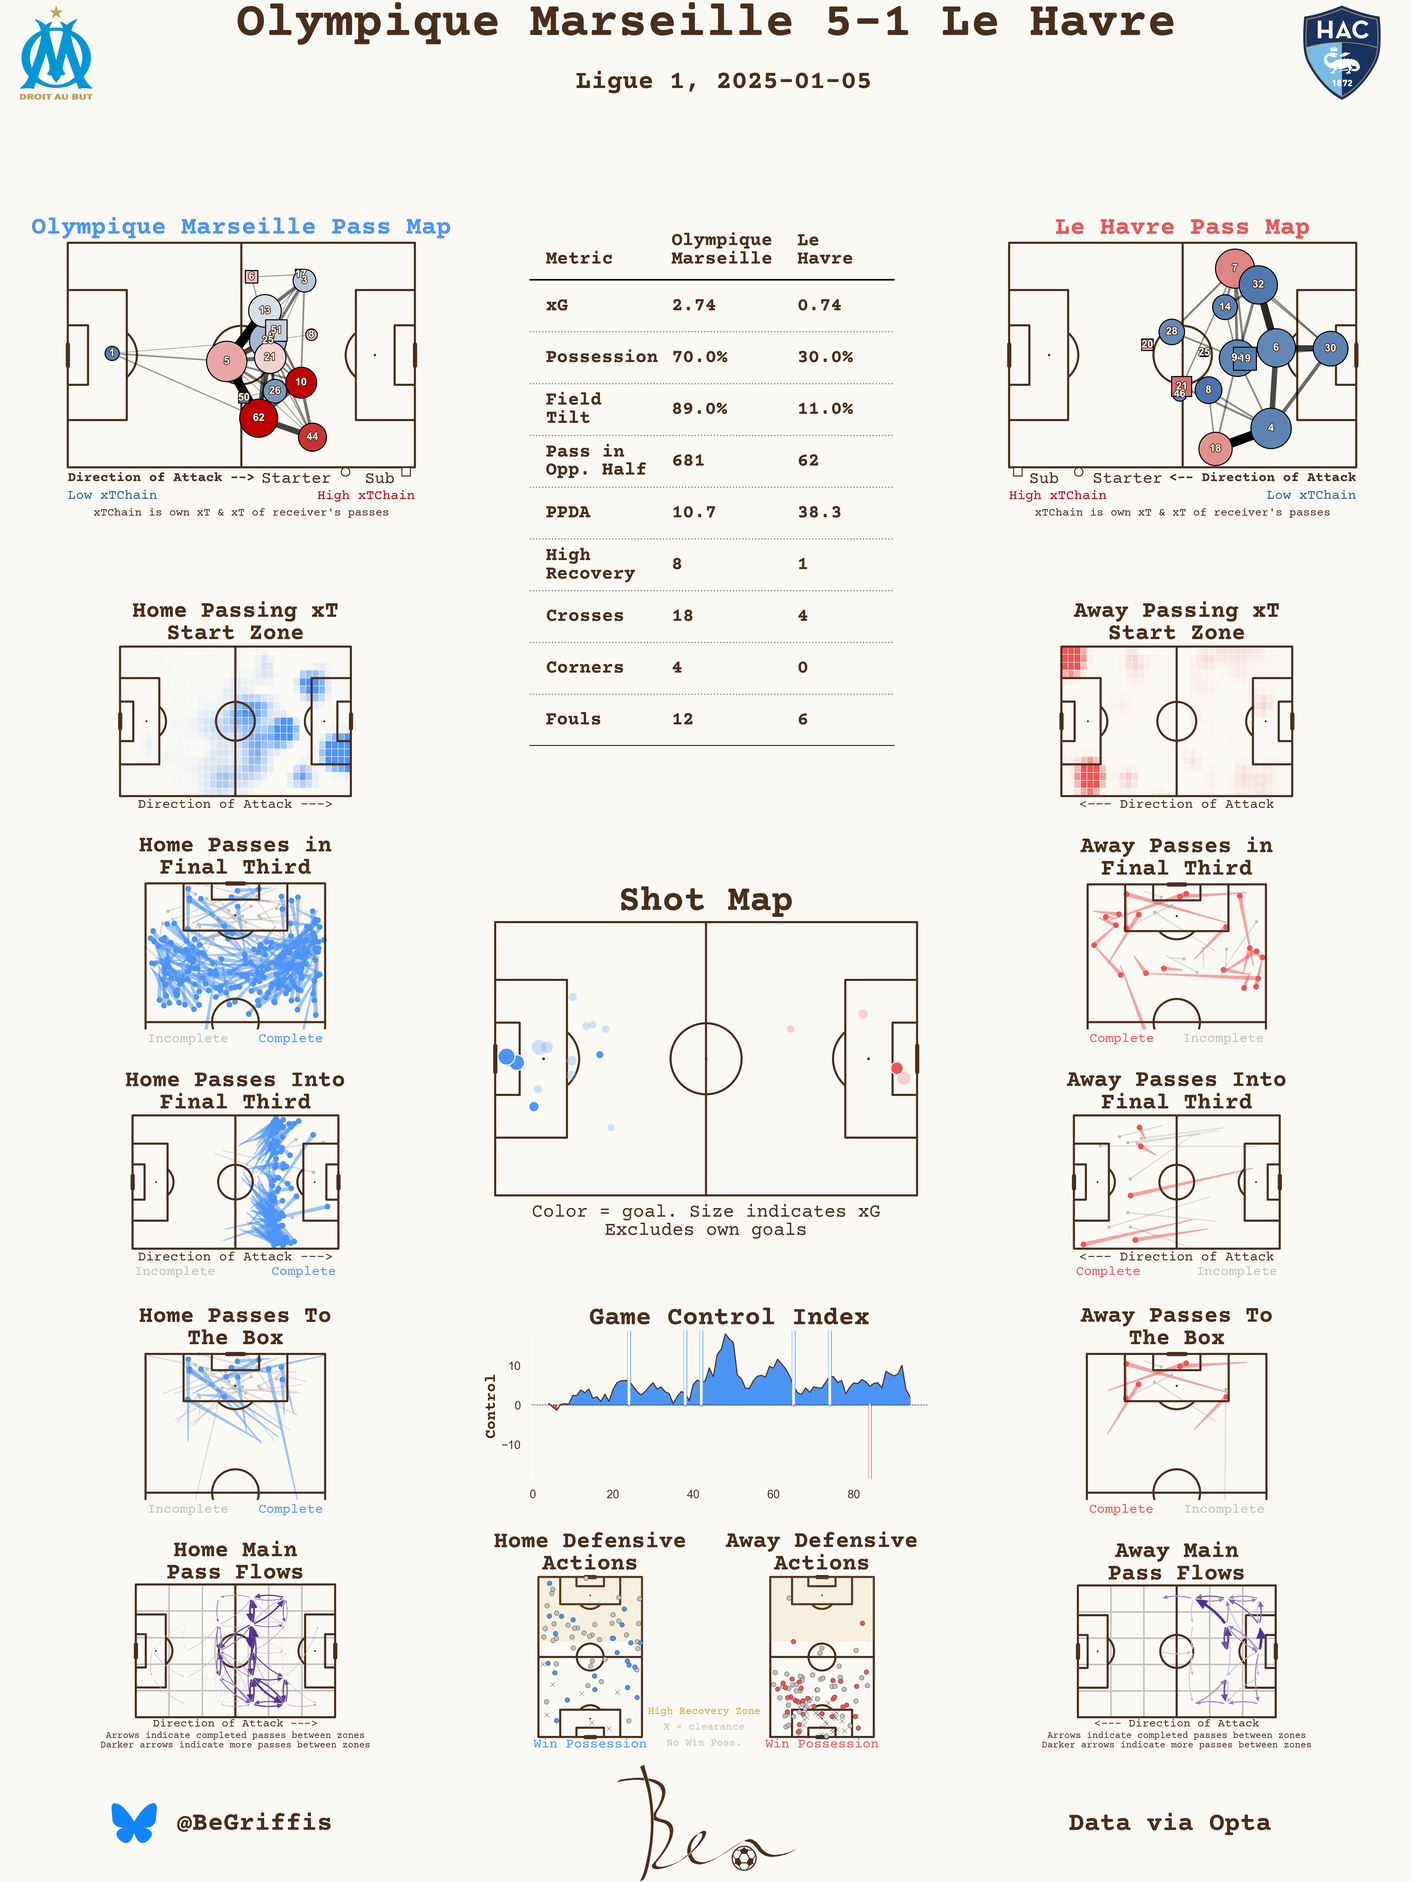 Olympique Marseille 5-1 Le Havre
Ligue 1, 2025-01-05
DROIT AU BUT
HAC
1872
Olympique Marseille Pass Map
6
17
3
13
51
8
25
21
5
1
10
26
50
62
44
Direction of Attack --> Starter Sub
Low xTChain High xTChain
xTChain is own xT & xT of receiver's passes
Metric Olympique Marseille Le Havre
xG 2.74 0.74
Possession 70.0% 30.0%
Field Tilt 89.0% 11.0%
Pass in Opp. Half 681 62
PPDA 10.7 38.3
High Recovery 8 1
Crosses 18 4
Corners 4 0
Fouls 12 6
Le Havre Pass Map
7
32
14
28
20
25
19
6
30
21
46
8
4
18
Sub Starter <-- Direction of Attack
High xTChain Low xTChain
xTChain is own xT & xT of receiver's passes
Home Passing xT
Start Zone
Direction of Attack --->
Away Passing xT
Start Zone
<--- Direction of Attack
Home Passes in
Final Third
Incomplete Complete
Away Passes in
Final Third
Complete Incomplete
Shot Map
Color = goal. Size indicates xG
Excludes own goals
Home Passes Into
Final Third
Direction of Attack --->
Incomplete Complete
Away Passes Into
Final Third
<--- Direction of Attack
Complete Incomplete
Home Passes To
The Box
Incomplete Complete
Game Control Index
Control
10
0
−10
0 20 40 60 80
Away Passes To
The Box
Complete Incomplete
Home Main
Pass Flows
Direction of Attack --->
Arrows indicate completed passes between zones
Darker arrows indicate more passes between zones
Home Defensive
Actions
Win Possession
Away Defensive
Actions
Win Possession
High Recovery Zone
X = clearance
No Win Poss.
Away Main
Pass Flows
<--- Direction of Attack
Arrows indicate completed passes between zones
Darker arrows indicate more passes between zones
@BeGriffis
Ben
Data via Opta